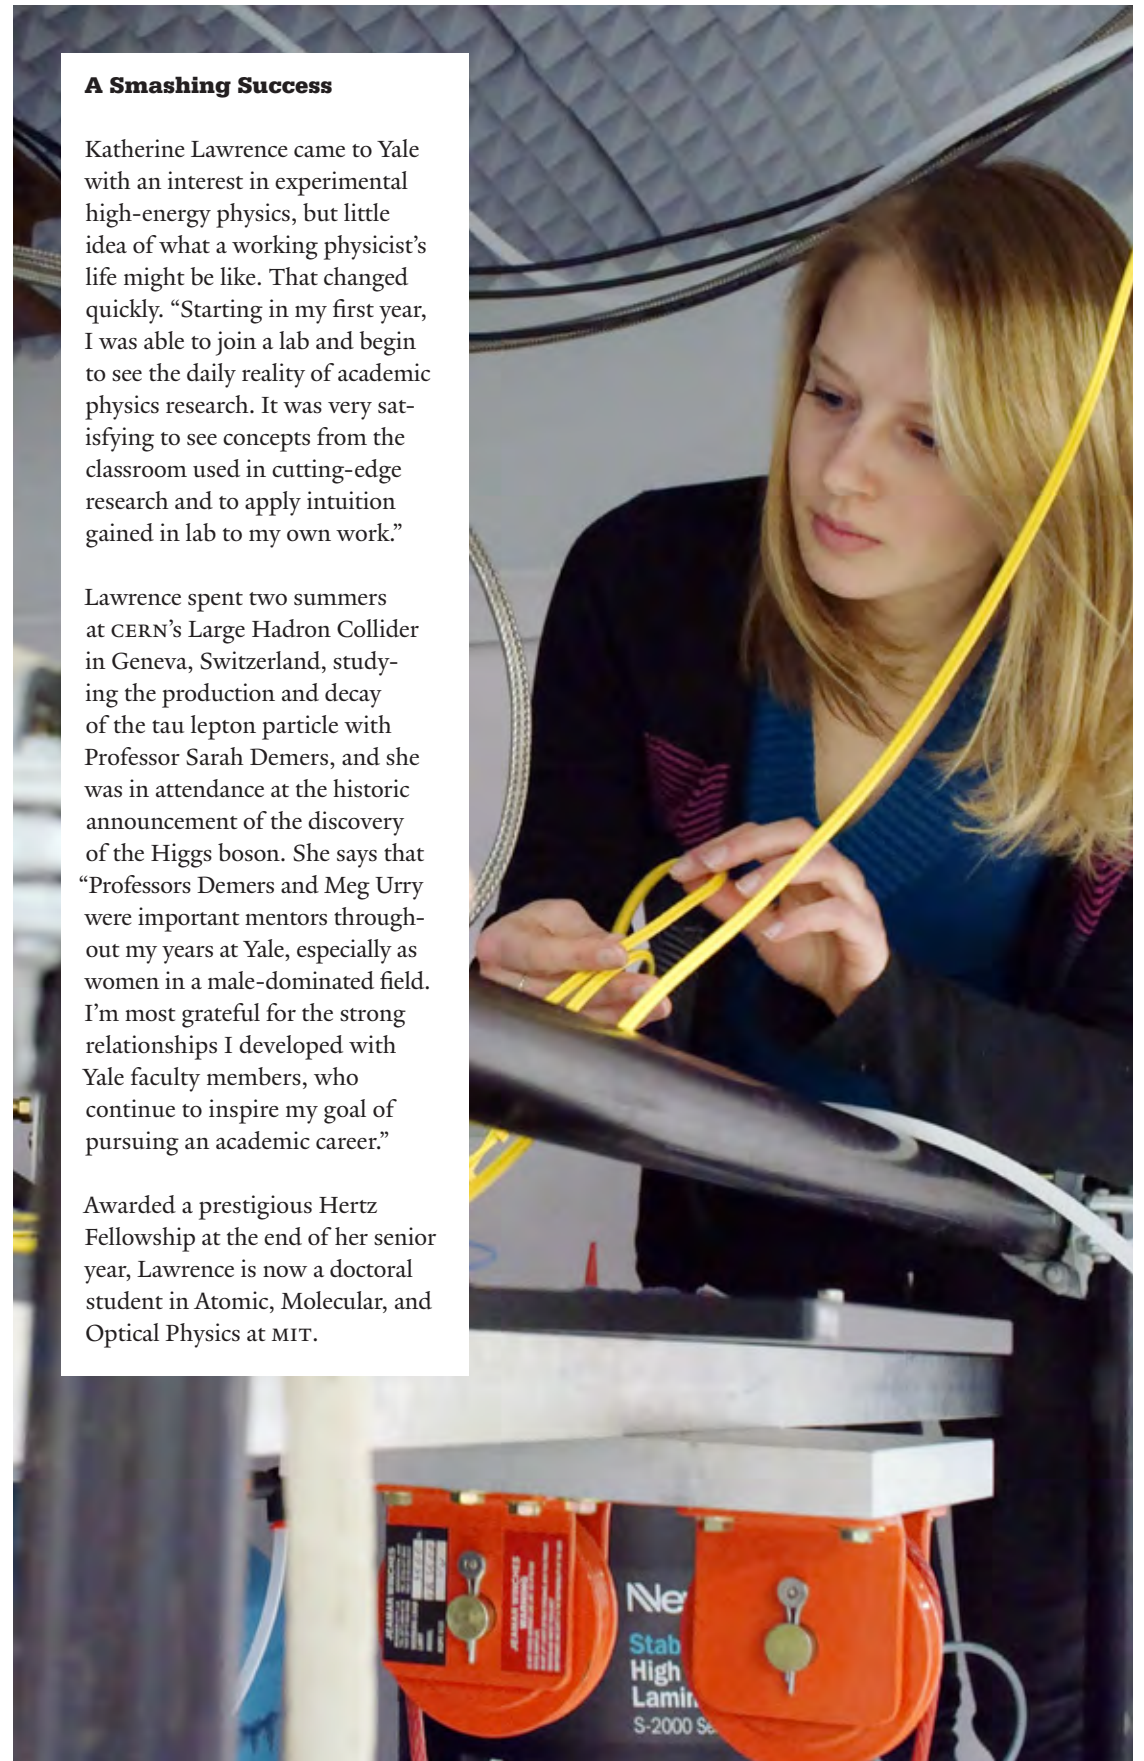 A Smashing Success
Katherine Lawrence came to Yale
with an interest in experimental
high-energy physics, but little
idea of what a working physicist’s
life might be like. That changed
quickly. “Starting in my first year,
I was able to join a lab and begin
to see the daily reality of academic
physics research. It was very sat-
isfying to see concepts from the
classroom used in cutting-edge
research and to apply intuition
gained in lab to my own work.”
Lawrence spent two summers
at CERN’s Large Hadron Collider
in Geneva, Switzerland, study-
ing the production and decay
of the tau lepton particle with
Professor Sarah Demers, and she
was in attendance at the historic
announcement of the discovery
of the Higgs boson. She says that
“Professors Demers and Meg Urry
were important mentors through-
out my years at Yale, especially as
women in a male-dominated field.
I’m most grateful for the strong
relationships I developed with
Yale faculty members, who
continue to inspire my goal of
pursuing an academic career.”
Awarded a prestigious Hertz
Fellowship at the end of her senior
year, Lawrence is now a doctoral
student in Atomic, Molecular, and
Optical Physics at MIT.
JEAMAR WINCHES
JEAMAR WINCHES
WARNING
Ne
Stab
High
Lamin
S-2000 Se